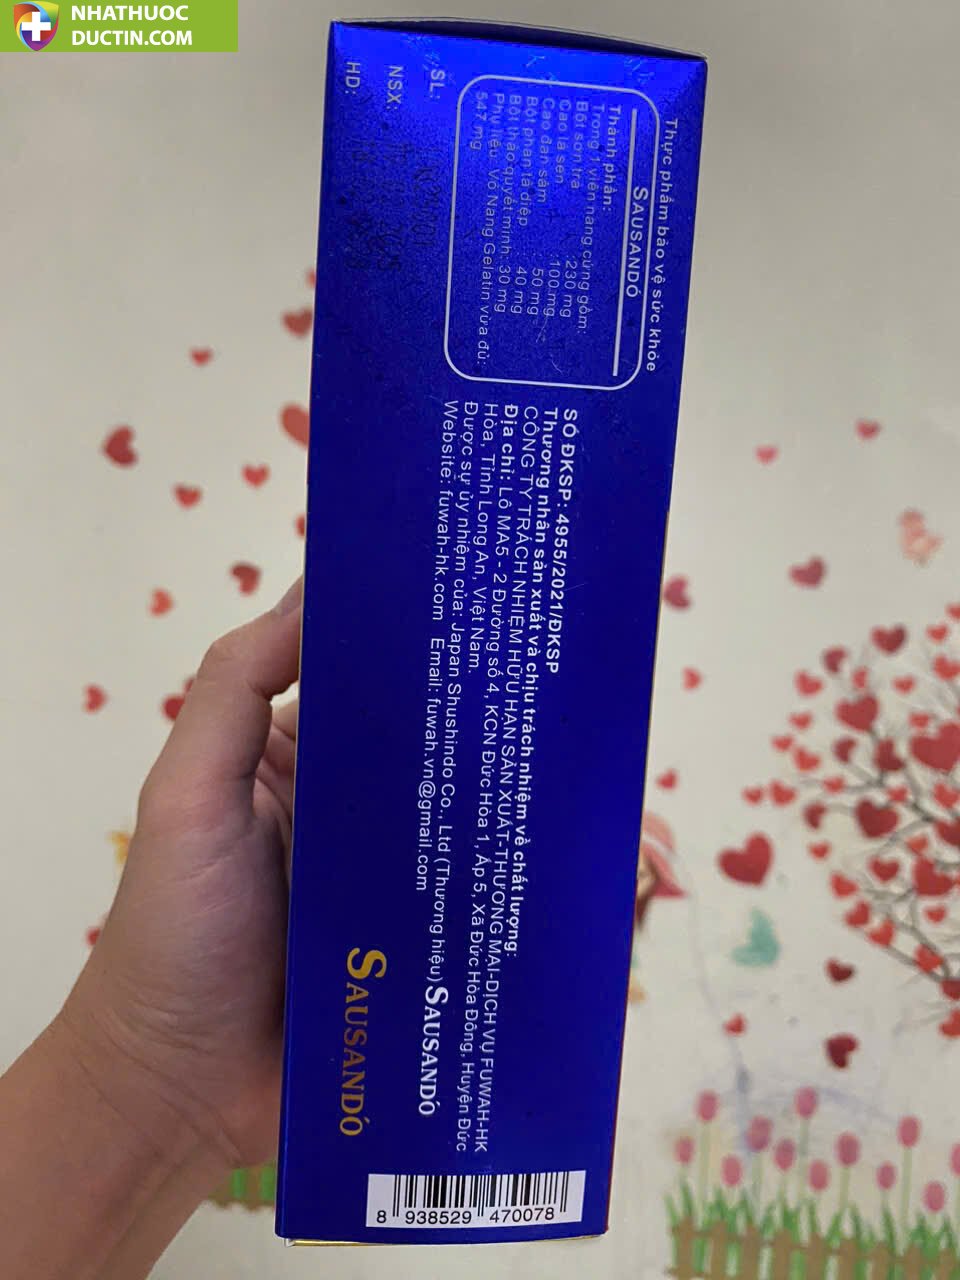 NHATHUOC
DUCTIN.COM
Thực phẩm bảo vệ sức khỏe
SAUSANDÓ
Thành phần:
Trong 1 viên nang cứng gồm:
Bột sơn trà 230 mg
Cao lá sen 100 mg
Cao đan sâm 50 mg
Bột phan tả diệp 40 mg
Bột thảo quyết minh: 30 mg
Phụ liệu: Vỏ Nang Gelatin vừa đủ:
547 mg
SL:
NSX:
HD:
SỐ ĐKSP: 4955/2021/ĐKSP
Thương nhân sản xuất và chịu trách nhiệm về chất lượng:
CÔNG TY TRÁCH NHIỆM HỮU HẠN SẢN XUẤT-THƯƠNG MẠI-DỊCH VỤ FUWAH-HK
Địa chỉ: Lô MA5 - 2 Đường số 4, KCN Đức Hòa 1, Ấp 5, Xã Đức Hòa Đông, Huyện Đức
Hòa, Tỉnh Long An, Việt Nam.
Được sự ủy nhiệm của: Japan Shushindo Co., Ltd (Thương hiệu) SAUSANDÓ
Website: fuwah-hk.com Email: fuwah.vn@gmail.com
SAUSANDÓ
8 938529 470078